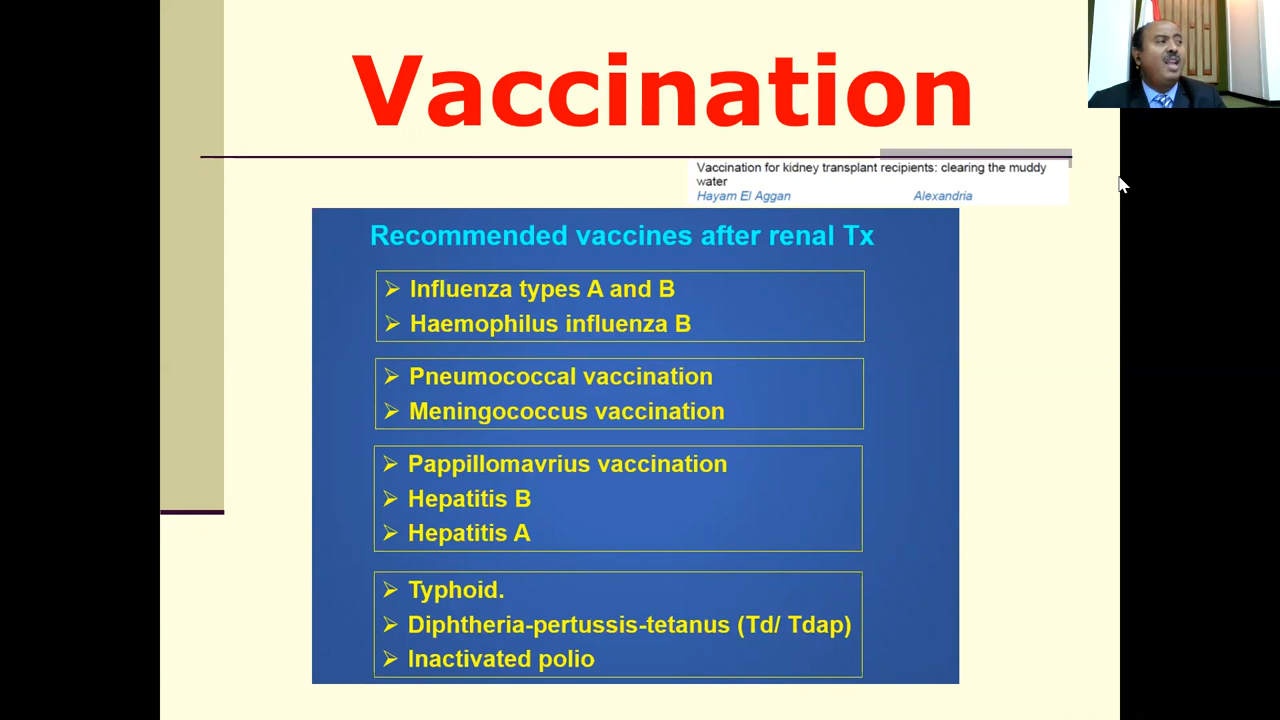 Vaccination
Vaccination for kidney transplant recipients: clearing the muddy
water
Hayam El Aggan Alexandria
Recommended vaccines after renal Tx
Influenza types A and B
Haemophilus influenza B
Pneumococcal vaccination
Meningococcus vaccination
Pappillomavrius vaccination
Hepatitis B
Hepatitis A
Typhoid.
Diphtheria-pertussis-tetanus (Td/ Tdap)
Inactivated polio